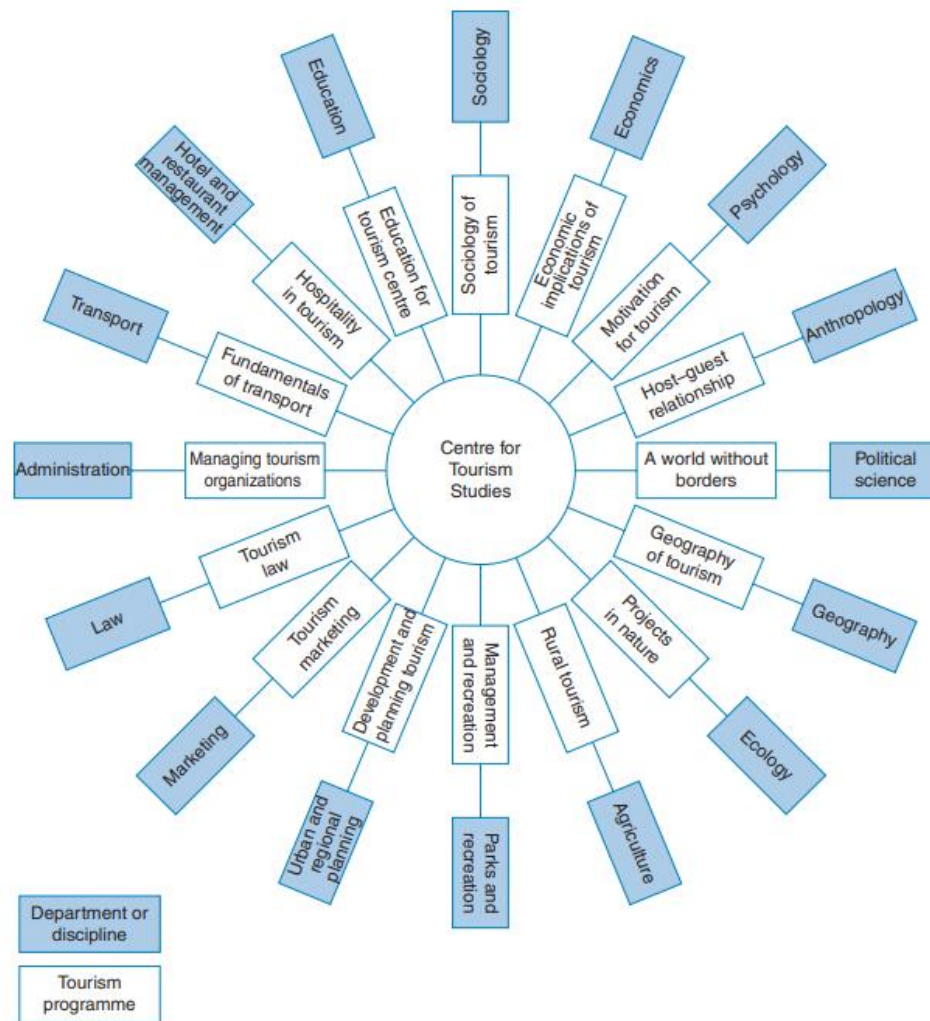 Sociology
Sociology of
tourism
Economics
Economic
implications of
tourism
Psychology
Motivation
for tourism
Anthropology
Host–guest
relationship
Political
science
A world without
borders
Geography
Geography
of tourism
Ecology
Projects
in nature
Agriculture
Rural tourism
Parks and
recreation
Management
and recreation
Urban and
regional
planning
Development and
planning tourism
Marketing
Tourism
marketing
Law
Tourism
law
Administration
Managing tourism
organizations
Transport
Fundamentals
of transport
Hotel and
restaurant
management
Hospitality
in tourism
Education
Education for
tourism centre
Centre for
Tourism
Studies
Department or
discipline
Tourism
programme